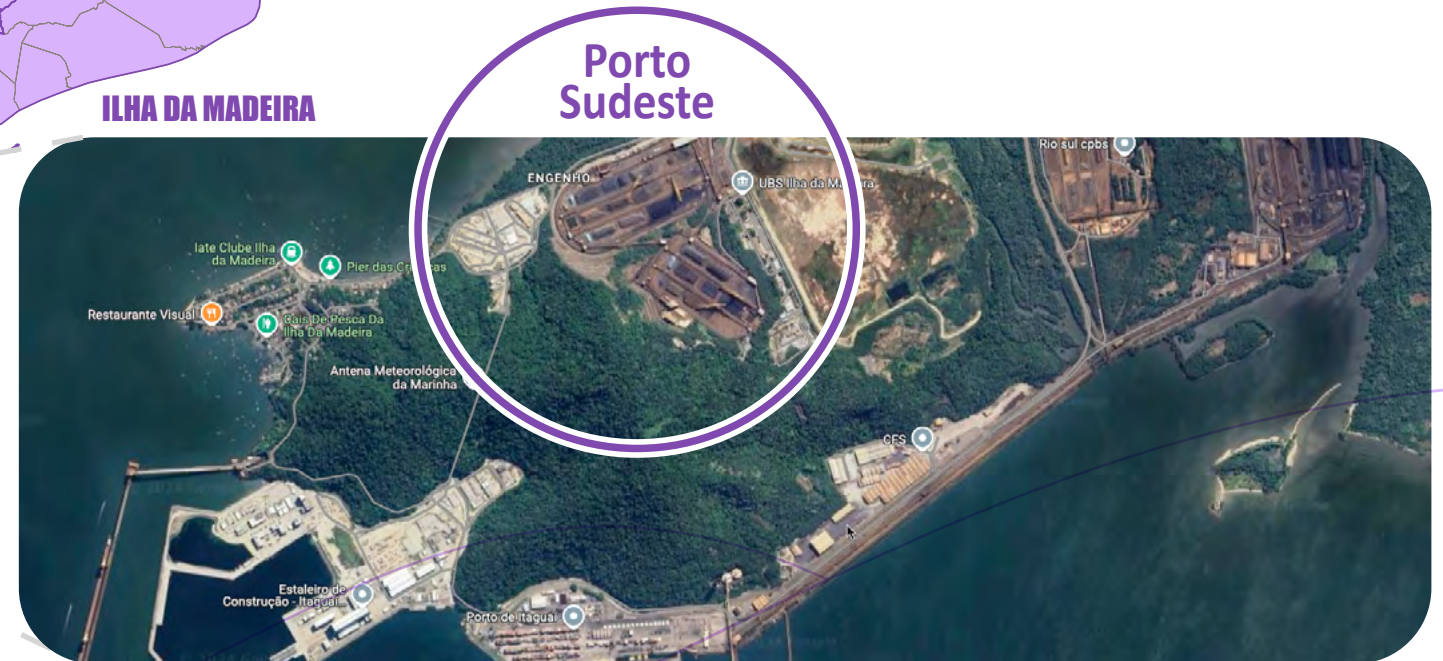 Porto
Sudeste
ILHA DA MADEIRA
Rio sul cpbs
ENGENHO
UBS Ilha da Madeira
Iate Clube Ilha
da Madeira
Pier das
Restaurante Visual
Cais De Pesca Da
Ilha Da Madeira
Antena Meteorológica
da Marinha
CFS
Estaleiro de
Construção - Itaguaí...
Porto de Itaguaí